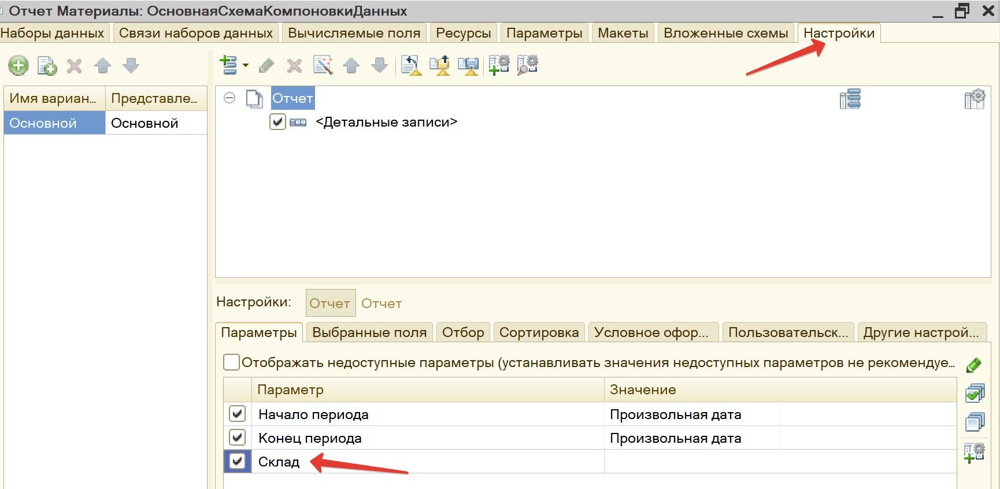 Отчет Материалы: ОсновнаяСхемаКомпоновкиДанных
Наборы данных Связи наборов данных Вычисляемые поля Ресурсы Параметры Макеты Вложенные схемы Настройки
Имя вариан... Представле...
Основной Основной
Отчет
<Детальные записи>
Настройки: Отчет Отчет
Параметры Выбранные поля Отбор Сортировка Условное офор... Пользовательск... Другие настрой...
Отображать недоступные параметры (устанавливать значения недоступных параметров не рекомендуе...
Параметр Значение
Начало периода Произвольная дата
Конец периода Произвольная дата
Склад